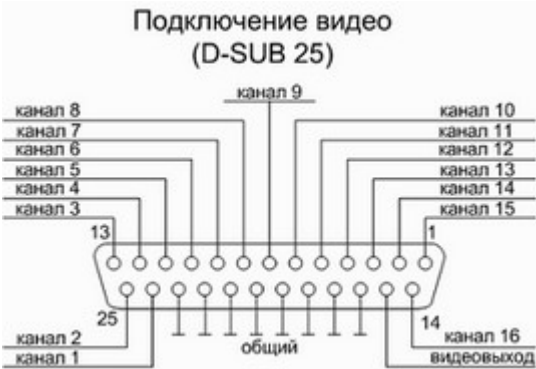 Подключение видео
(D-SUB 25)
канал 9
канал 8
канал 10
канал 7
канал 11
канал 6
канал 12
канал 5
канал 13
канал 4
канал 14
канал 3
канал 15
13
1
25
14
канал 2
общий
канал 16
канал 1
видеовыход